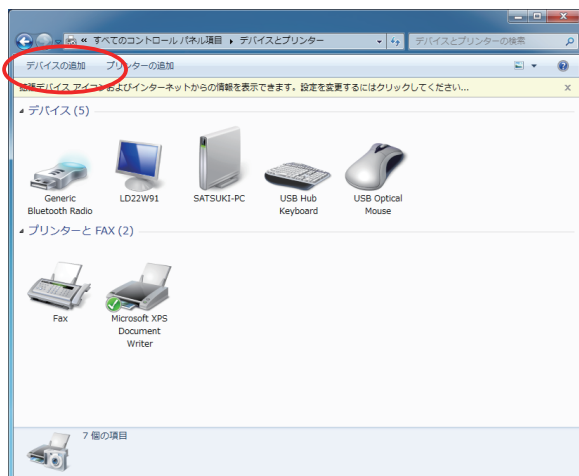 « すべてのコントロール パネル項目 ▸ デバイスとプリンター
デバイスとプリンターの検索
デバイスの追加 プリンターの追加
拡張デバイス アイコンおよびインターネットからの情報を表示できます。設定を変更するにはクリックしてください...
デバイス (5)
Generic
Bluetooth Radio
LD22W91
SATSUKI-PC
USB Hub
Keyboard
USB Optical
Mouse
プリンターと FAX (2)
Fax
Microsoft XPS
Document
Writer
7 個の項目